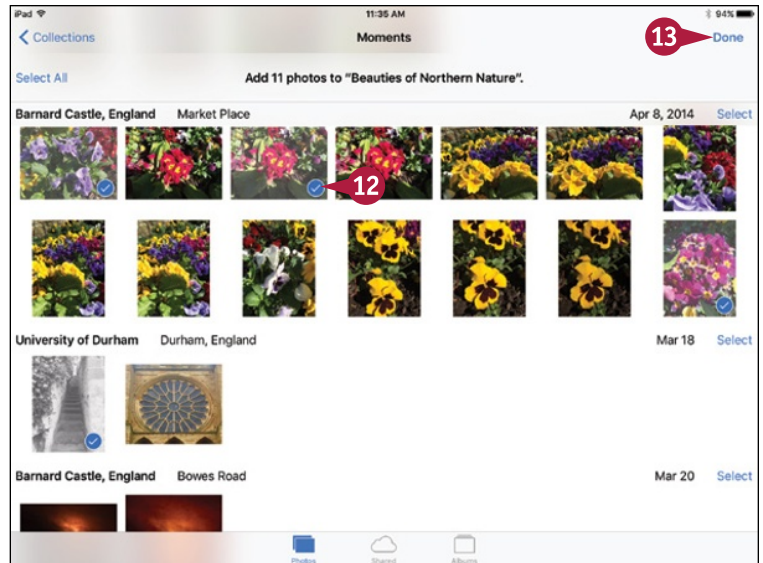 iPad 11:35 AM 94%
Collections Moments 13 Done
Select All Add 11 photos to "Beauties of Northern Nature".
Barnard Castle, England Market Place Apr 8, 2014 Select
12
University of Durham Durham, England Mar 18 Select
Barnard Castle, England Bowes Road Mar 20 Select
Photos Shared Albums